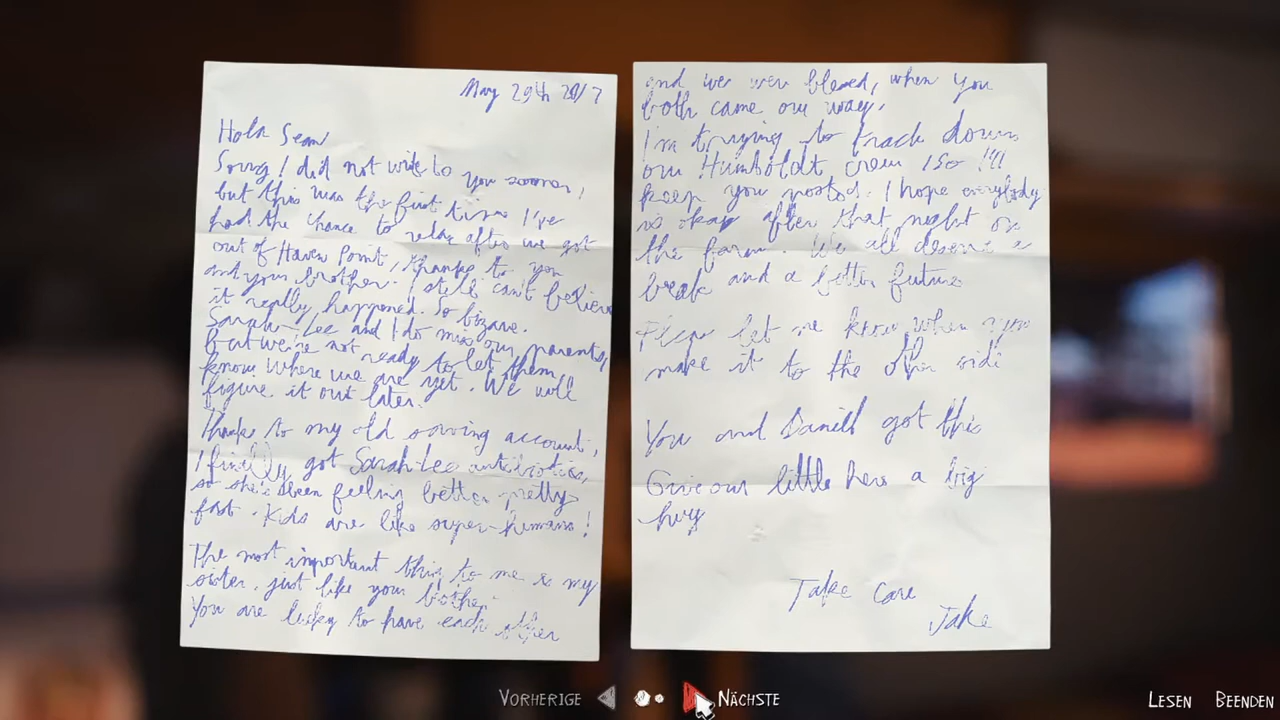 May 29th 2017
Hola Sean
Sorry I did not write to you sooner,
but this was the first time I've
had the chance to relax after we got
out of Haven Point, thanks to you
and your brother. I still can't believe
it really happened. So bizarre.
Sarah-Lee and I do miss our parents,
but we're not ready to let them
know where we are yet. We will
figure it out later.
Thanks to my old saving account,
I finally got Sarah-Lee antibiotics,
so she's been feeling better pretty
fast. Kids are like super-humans!
The most important thing to me is my
sister, just like your brother.
You are lucky to have each other
and we were blessed, when you
both came our way.
I'm trying to track down
our Humboldt crew so I'll
keep you posted. I hope everybody
is okay after that night on
the farm. We all deserve a
break and a better future
Please let me know when you
make it to the other side
You and Daniel got this
Give our little hero a big
hug
Take Care
Jake
VORHERIGE
NÄCHSTE
LESEN
BEENDEN